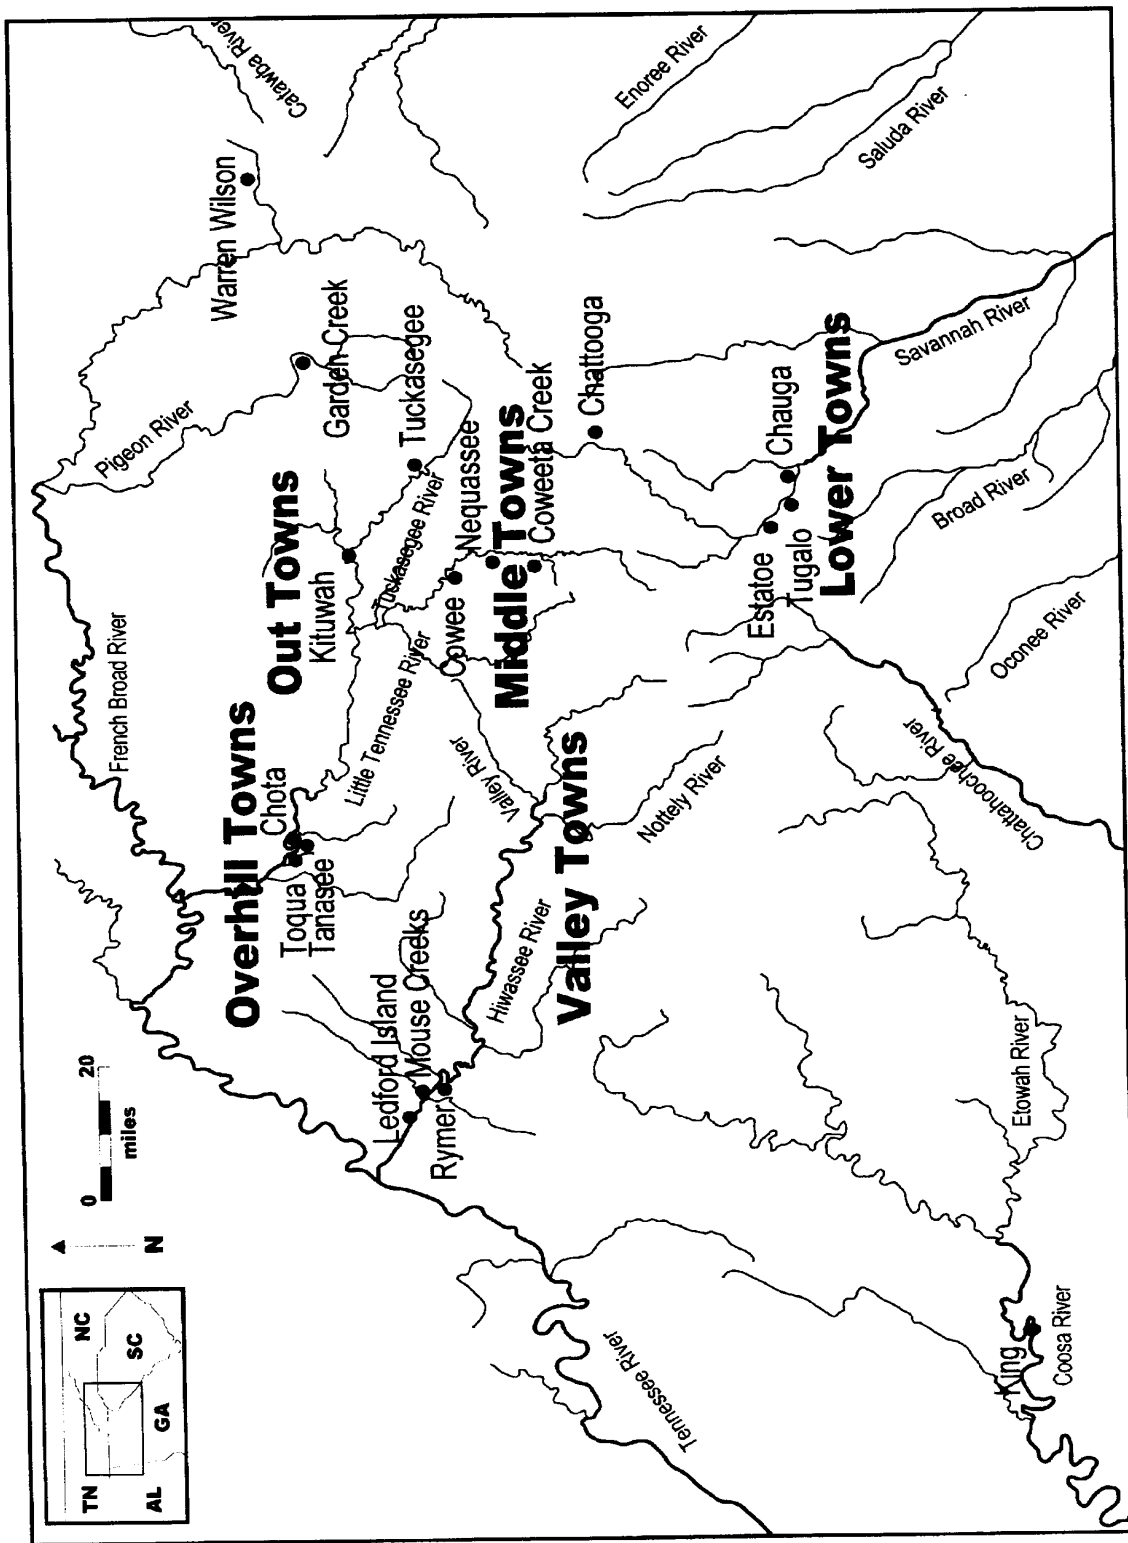 TN
NC
SC
AL
GA
N
0
20
miles
French Broad River
Pigeon River
Warren Wilson
Catawba River
Overhill Towns
Chota
Toqua
Tanasee
Out Towns
Kituwah
Garden Creek
Tuckasegee
Tuckasegee River
Little Tennessee River
Ledford Island
Mouse Creeks
Rymer
Valley River
Cowee
Nequassee
Middle Towns
Coweeta Creek
Chattooga
Hiwassee River
Valley Towns
Nottely River
Enoree River
Saluda River
Tennessee River
Estatoe
Tugalo
Chauga
Lower Towns
Savannah River
Broad River
Oconee River
Chattahoochee River
Etowah River
King
Coosa River